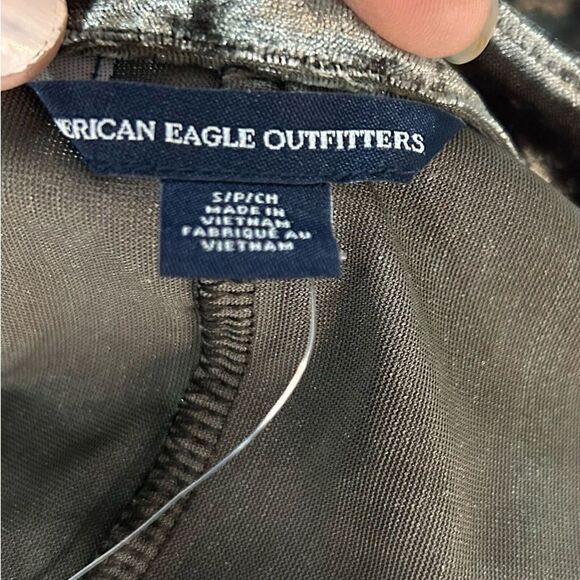 ERICAN EAGLE OUTFITTERS
S/P/CH
MADE IN
VIETNAM
FABRIQUÉ AU
VIETNAM